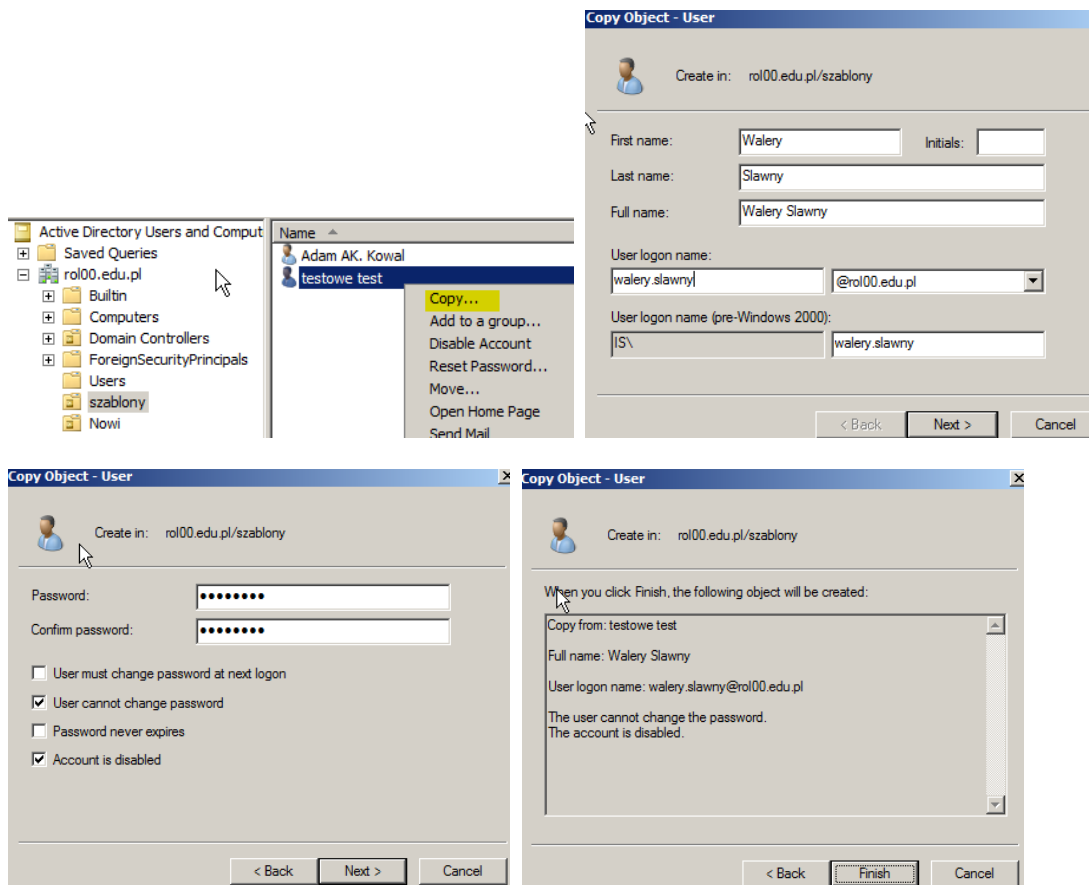 Active Directory Users and Comput
Saved Queries
rol00.edu.pl
Builtin
Computers
Domain Controllers
ForeignSecurityPrincipals
Users
szablony
Nowi
Name
Adam AK. Kowal
testowe test
Copy...
Add to a group...
Disable Account
Reset Password...
Move...
Open Home Page
Send Mail
Copy Object - User
Create in: rol00.edu.pl/szablony
First name: Walery Initials:
Last name: Slawny
Full name: Walery Slawny
User logon name:
walery.slawny @rol00.edu.pl
User logon name (pre-Windows 2000):
IS\ walery.slawny
< Back Next > Cancel
Copy Object - User
Create in: rol00.edu.pl/szablony
Password: ••••••••
Confirm password: ••••••••
User must change password at next logon
User cannot change password
Password never expires
Account is disabled
< Back Next > Cancel
Copy Object - User
Create in: rol00.edu.pl/szablony
When you click Finish, the following object will be created:
Copy from: testowe test
Full name: Walery Slawny
User logon name: walery.slawny@rol00.edu.pl
The user cannot change the password.
The account is disabled.
< Back Finish Cancel